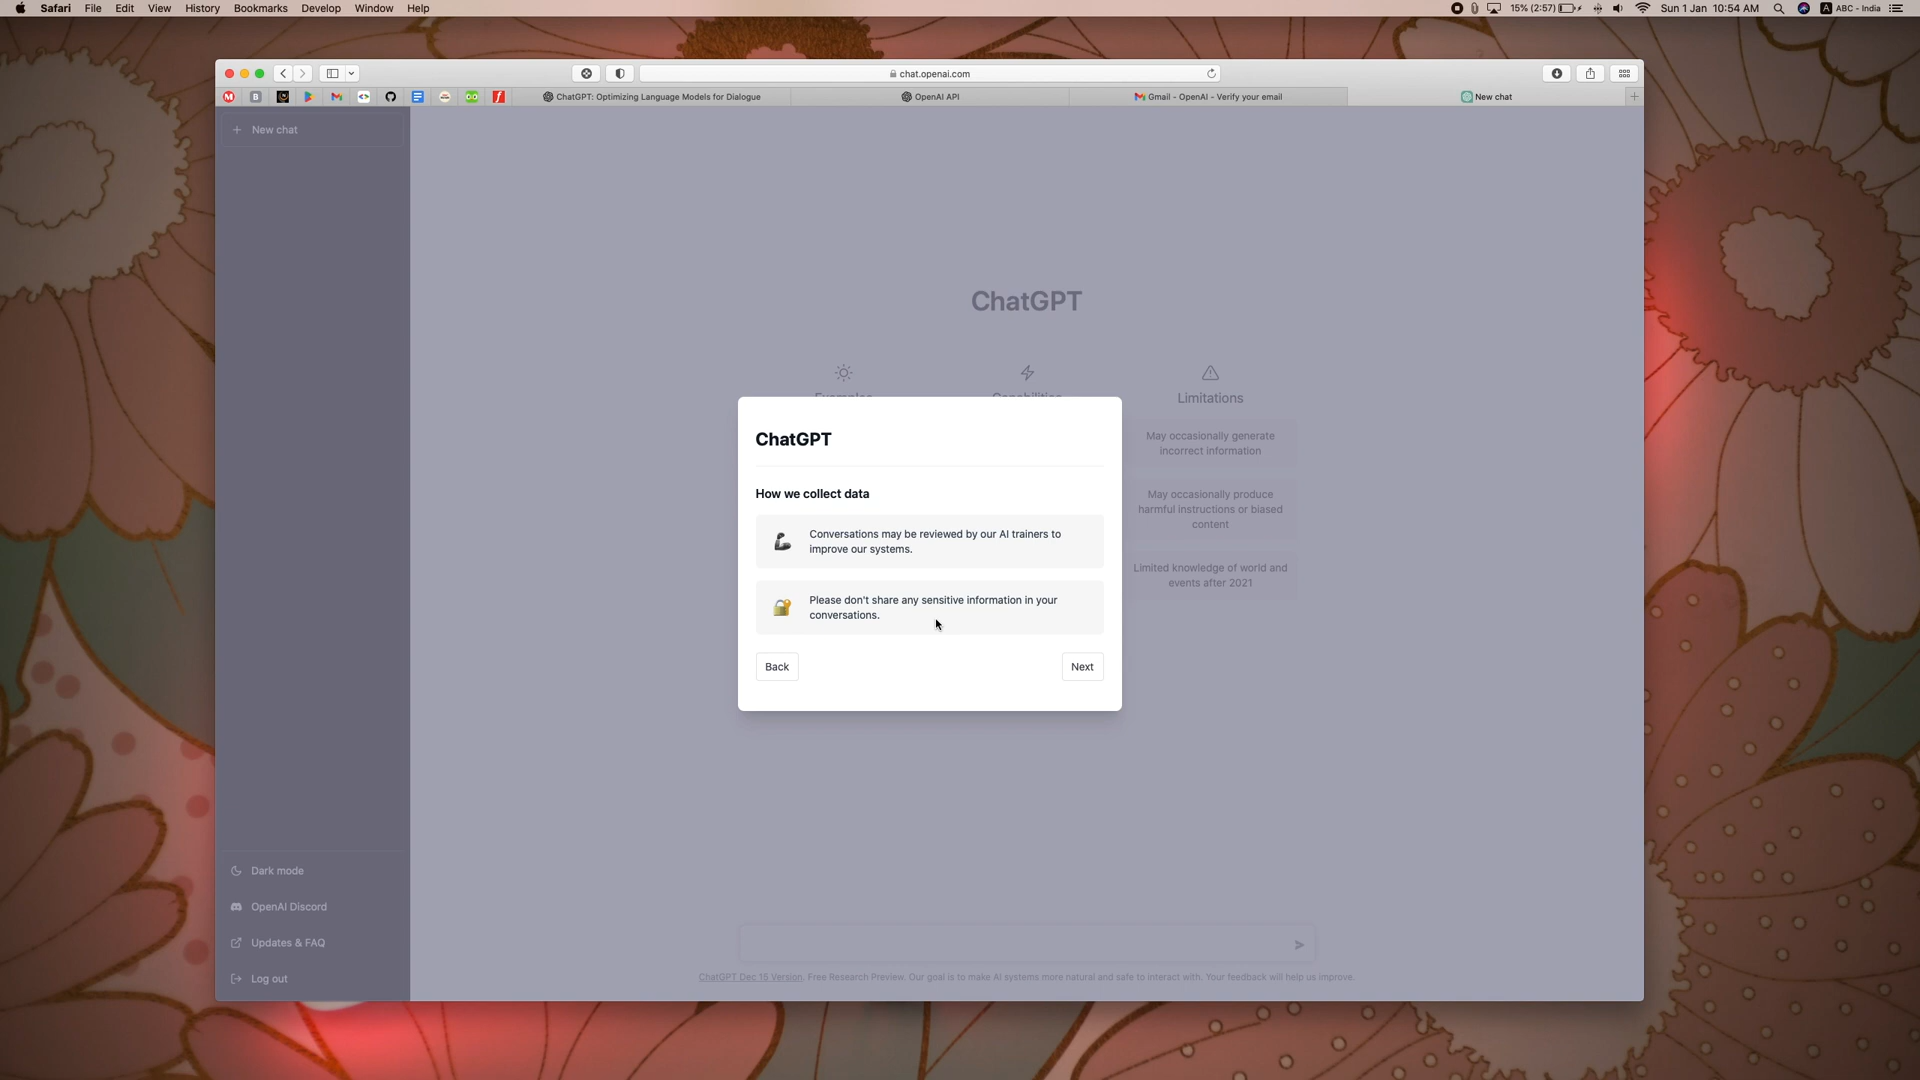 Safari File Edit View History Bookmarks Develop Window Help
15% (2:57) Sun 1 Jan 10:54 AM A ABC - India
chat.openai.com
M B ChatGPT: Optimizing Language Models for Dialogue OpenAI API Gmail - OpenAI - Verify your email New chat
+ New chat
ChatGPT
Examples Capabilities Limitations
May occasionally generate
incorrect information
May occasionally produce
harmful instructions or biased
content
Limited knowledge of world and
events after 2021
ChatGPT
How we collect data
Conversations may be reviewed by our AI trainers to
improve our systems.
Please don't share any sensitive information in your
conversations.
Back Next
Dark mode
OpenAI Discord
Updates & FAQ
Log out
ChatGPT Dec 15 Version. Free Research Preview. Our goal is to make AI systems more natural and safe to interact with. Your feedback will help us improve.